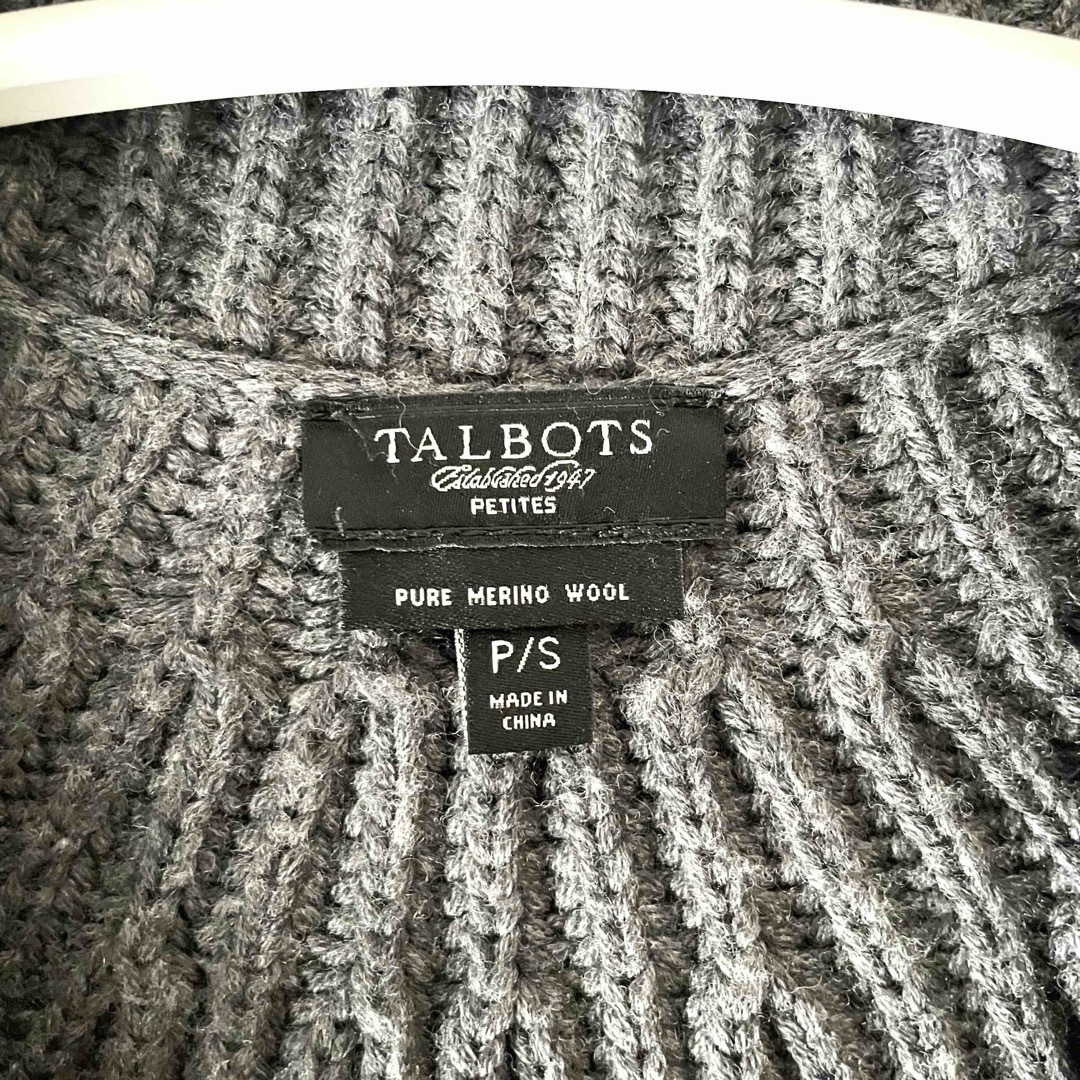 TALBOTS
Established 1947
PETITES
PURE MERINO WOOL
P/S
MADE IN
CHINA